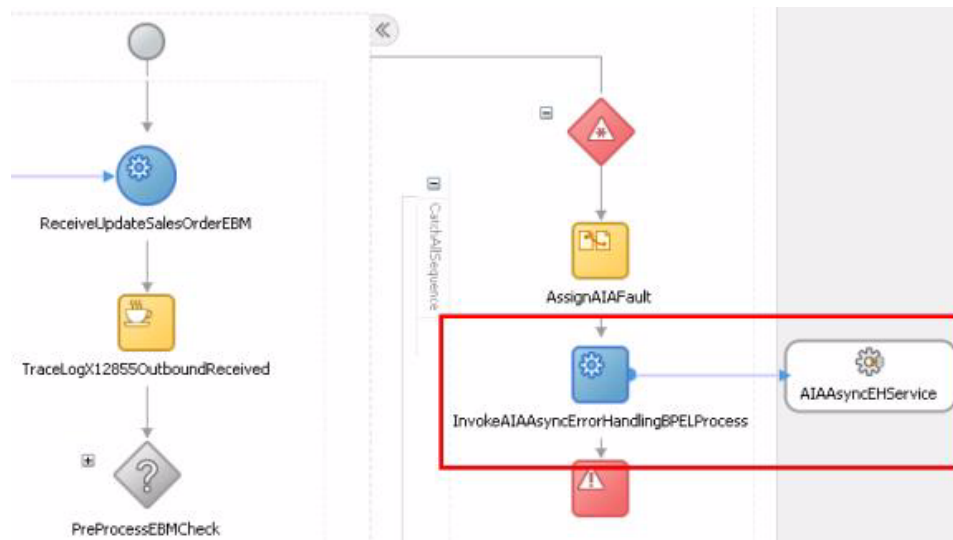 ReceiveUpdateSalesOrderEBM
TraceLogX12855OutboundReceived
PreProcessEBMCheck
CatchAllSequence
AssignAIAFault
InvokeAIAAsyncErrorHandlingBPELProcess
AIAAsyncEHService